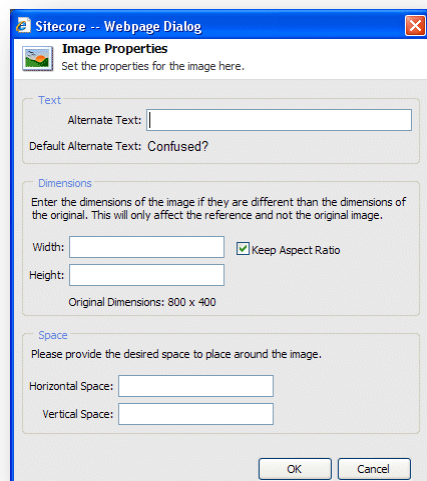 Sitecore -- Webpage Dialog
Image Properties
Set the properties for the image here.
Text
Alternate Text:
Default Alternate Text: Confused?
Dimensions
Enter the dimensions of the image if they are different than the dimensions of
the original. This will only affect the reference and not the original image.
Width:
Keep Aspect Ratio
Height:
Original Dimensions: 800 x 400
Space
Please provide the desired space to place around the image.
Horizontal Space:
Vertical Space:
OK Cancel